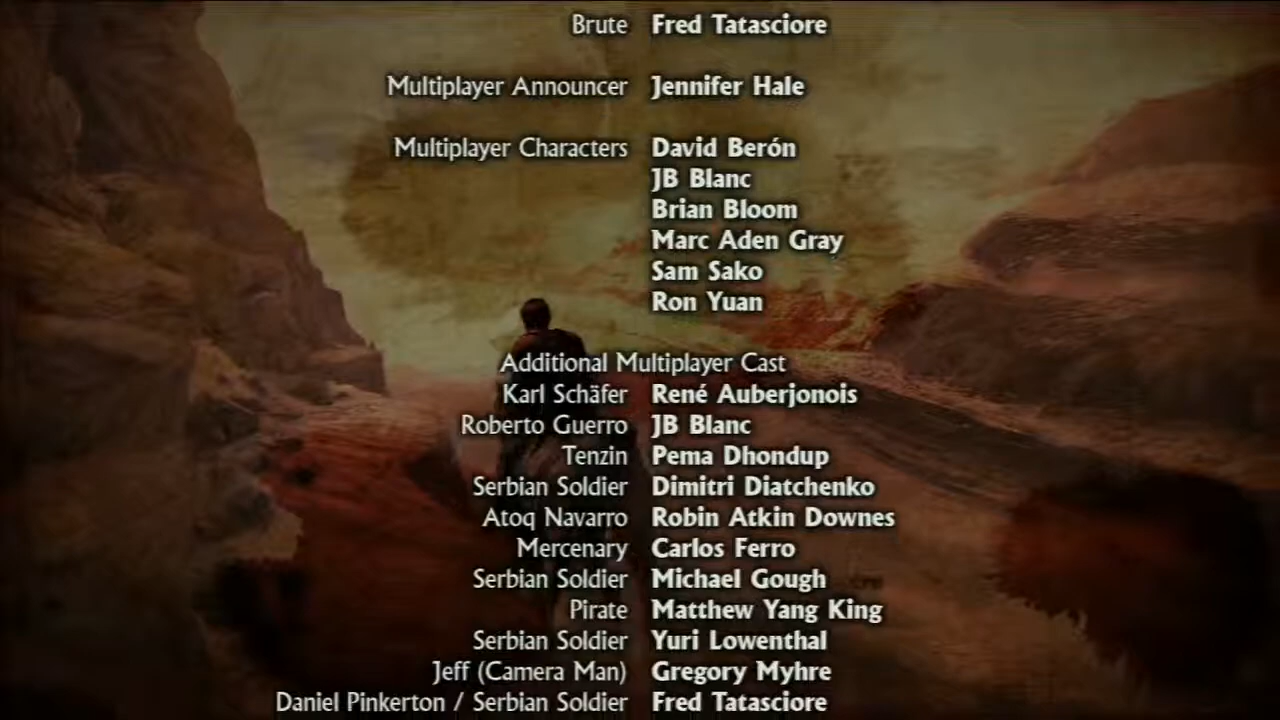 Brute Fred Tatasciore
Multiplayer Announcer Jennifer Hale
Multiplayer Characters David Berón
JB Blanc
Brian Bloom
Marc Aden Gray
Sam Sako
Ron Yuan
Additional Multiplayer Cast
Karl Schäfer René Auberjonois
Roberto Guerro JB Blanc
Tenzin Pema Dhondup
Serbian Soldier Dimitri Diatchenko
Atoq Navarro Robin Atkin Downes
Mercenary Carlos Ferro
Serbian Soldier Michael Gough
Pirate Matthew Yang King
Serbian Soldier Yuri Lowenthal
Jeff (Camera Man) Gregory Myhre
Daniel Pinkerton / Serbian Soldier Fred Tatasciore